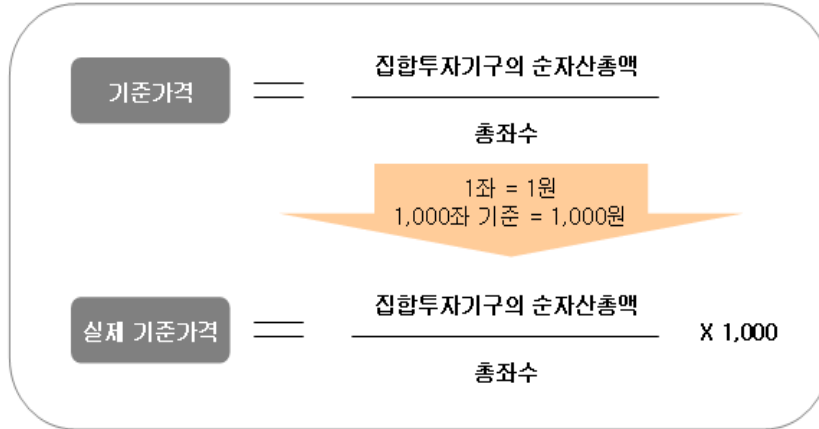 집합투자기구의 순자산총액
기준가격
총좌수
1좌 = 1원
1,000좌 기준 = 1,000원
집합투자기구의 순자산총액
실제 기준가격
X 1,000
총좌수